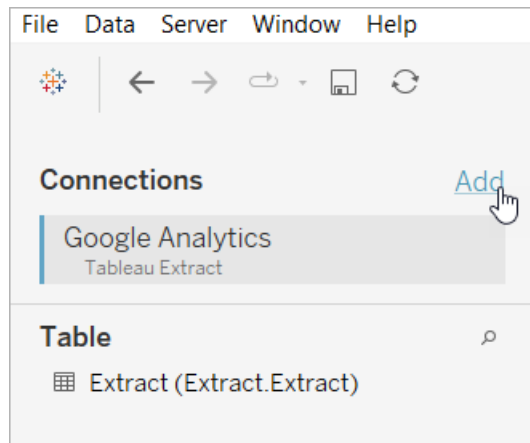 File Data Server Window Help
Connections Add
Google Analytics
Tableau Extract
Table
Extract (Extract.Extract)